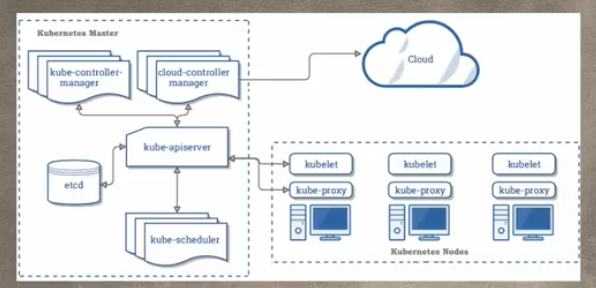 Kubernetes Master
kube-controller-
manager
cloud-controller
manager
Cloud
kube-apiserver
etcd
kube-scheduler
kubelet
kubelet
kubelet
kube-proxy
kube-proxy
kube-proxy
Kubernetes Nodes